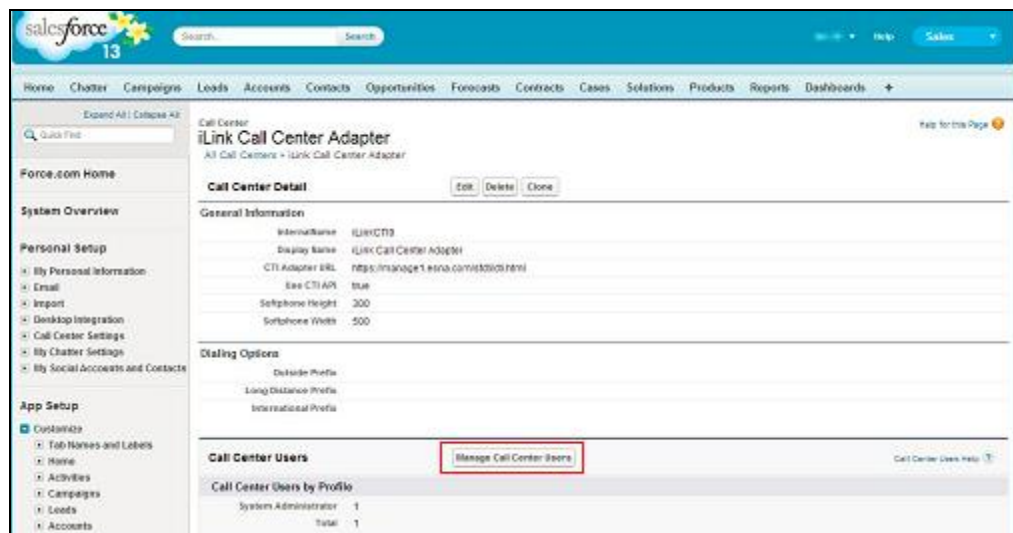 salesforce
13
Search... Search Help Sales
Home Chatter Campaigns Leads Accounts Contacts Opportunities Forecasts Contracts Cases Solutions Products Reports Dashboards +
Expand All | Collapse All
Quick Find
Force.com Home
System Overview
Personal Setup
My Personal Information
Email
Import
Desktop Integration
Call Center Settings
My Chatter Settings
My Social Accounts and Contacts
App Setup
Customize
Tab Names and Labels
Home
Activities
Campaigns
Leads
Accounts
Call Center
iLink Call Center Adapter
All Call Centers » iLink Call Center Adapter
Help for this Page
Call Center Detail Edit Delete Clone
General Information
InternalName
Display Name iLink Call Center Adapter
CTI Adapter URL
Use CTI API true
Softphone Height 300
Softphone Width 500
Dialing Options
Outside Prefix
Long Distance Prefix
International Prefix
Call Center Users Manage Call Center Users Call Center Users Help ?
Call Center Users by Profile
System Administrator 1
Total 1